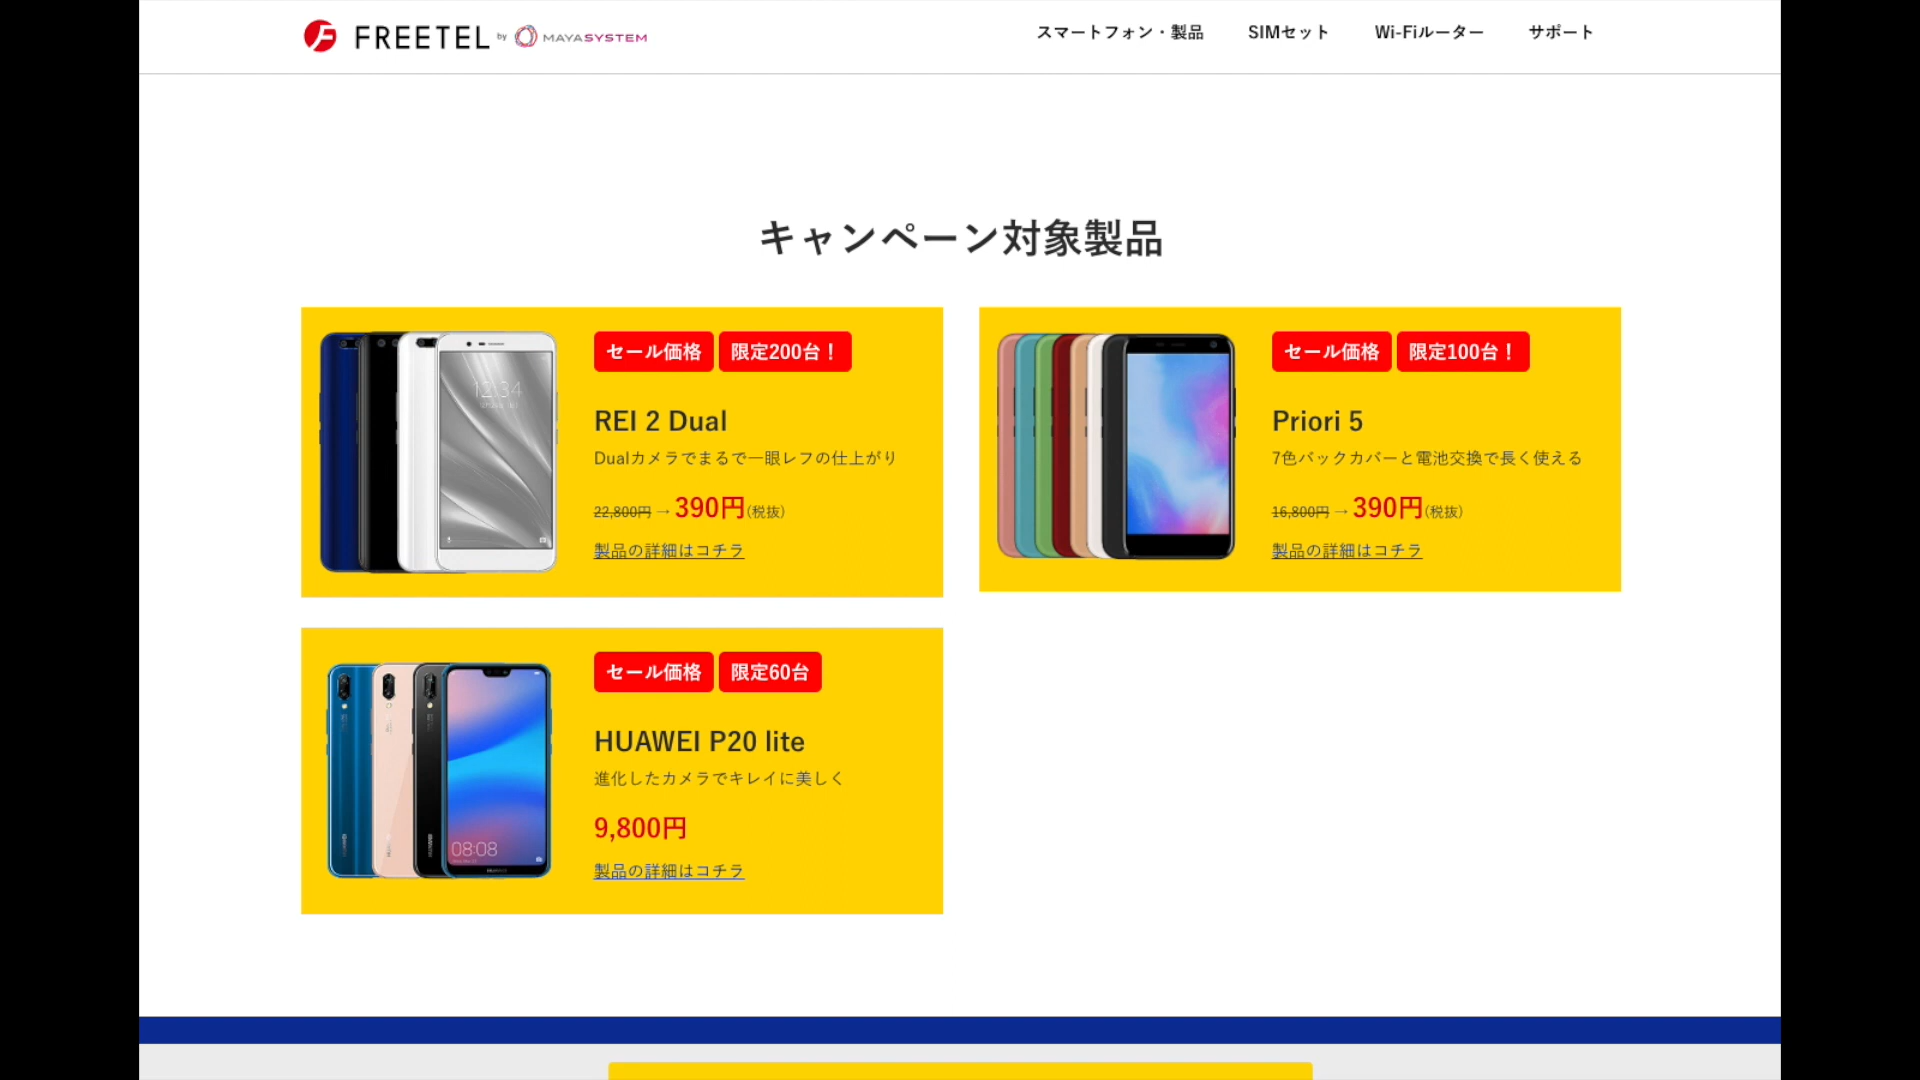 FREETEL by MAYASYSTEM
スマートフォン・製品 SIMセット Wi-Fiルーター サポート
キャンペーン対象製品
セール価格 限定200台！
REI 2 Dual
Dualカメラでまるで一眼レフの仕上がり
22,800円 → 390円(税抜)
製品の詳細はコチラ
12:34
セール価格 限定100台！
Priori 5
7色バックカバーと電池交換で長く使える
16,800円 → 390円(税抜)
製品の詳細はコチラ
セール価格 限定60台
HUAWEI P20 lite
進化したカメラでキレイに美しく
9,800円
製品の詳細はコチラ
08:08